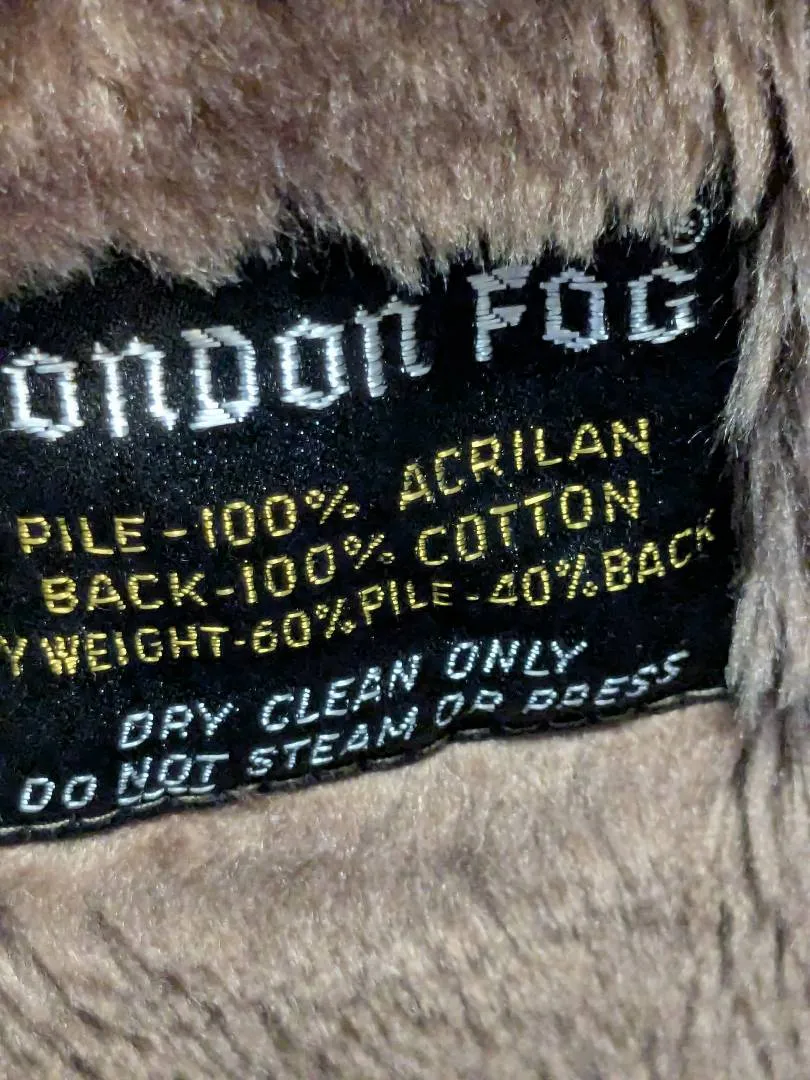 ONDON FOG®
PILE-100% ACRILAN
BACK-100% COTTON
Y WEIGHT-60% PILE-40% BACK
DRY CLEAN ONLY
DO NOT STEAM OR PRESS